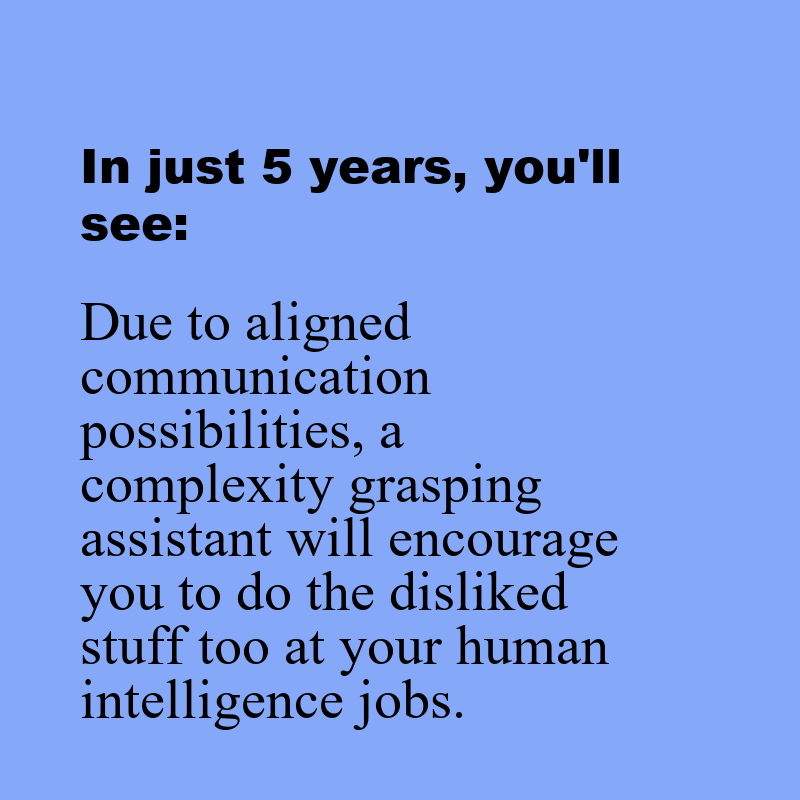 In just 5 years, you'll
see:
Due to aligned
communication
possibilities, a
complexity grasping
assistant will encourage
you to do the disliked
stuff too at your human
intelligence jobs.